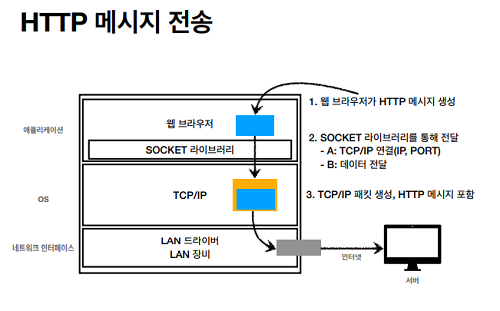 HTTP 메시지 전송
1. 웹 브라우저가 HTTP 메시지 생성
애플리케이션
웹 브라우저
SOCKET 라이브러리
2. SOCKET 라이브러리를 통해 전달
- A: TCP/IP 연결(IP, PORT)
- B: 데이터 전달
OS
TCP/IP
3. TCP/IP 패킷 생성, HTTP 메시지 포함
네트워크 인터페이스
LAN 드라이버
LAN 장비
인터넷
서버